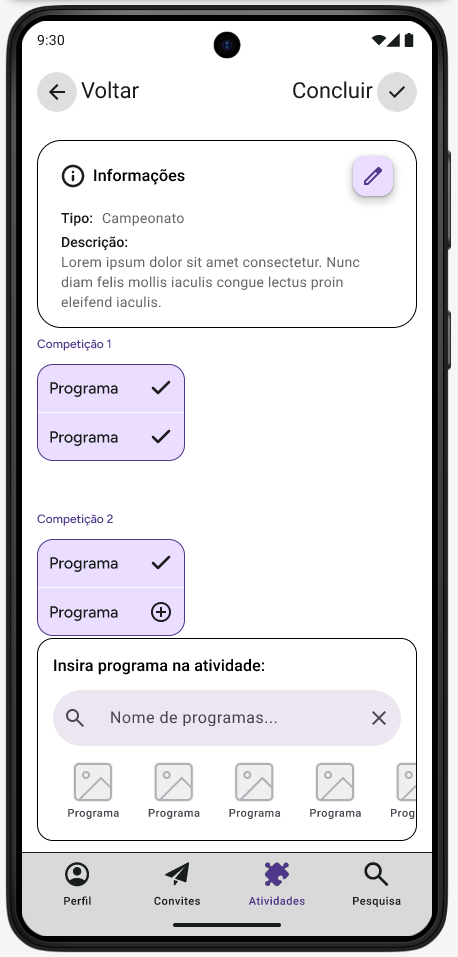 9:30
Voltar
Concluir
Informações
Tipo: Campeonato
Descrição:
Lorem ipsum dolor sit amet consectetur. Nunc
diam felis mollis iaculis congue lectus proin
eleifend iaculis.
Competição 1
Programa
Programa
Competição 2
Programa
Programa
Insira programa na atividade:
Nome de programas...
Programa Programa Programa Programa Prog
Perfil Convites Atividades Pesquisa